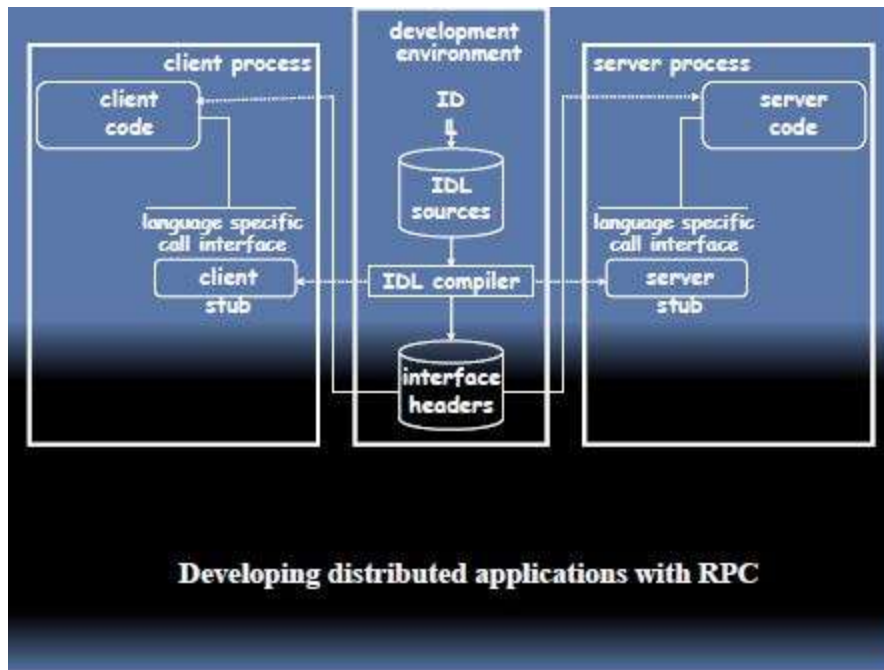 development
environment
client process
server process
client
code
ID
L
server
code
IDL
sources
language specific
call interface
language specific
call interface
client
stub
IDL compiler
server
stub
interface
headers
Developing distributed applications with RPC